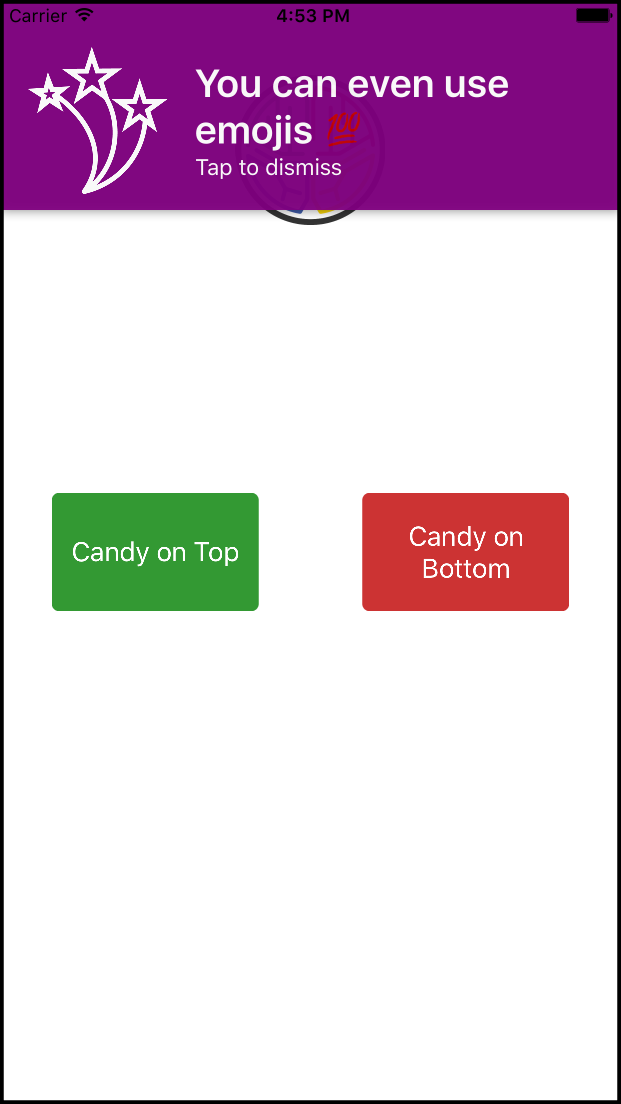 Carrier 4:53 PM
You can even use
emojis 💯
Tap to dismiss
Candy on Top
Candy on
Bottom